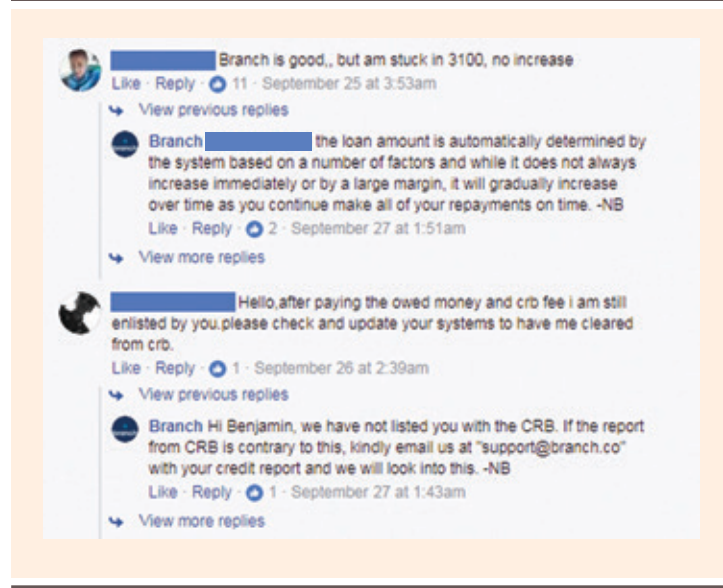 Branch is good,, but am stuck in 3100, no increase
Like · Reply · 11 · September 25 at 3:53am
View previous replies
Branch the loan amount is automatically determined by
the system based on a number of factors and while it does not always
increase immediately or by a large margin, it will gradually increase
over time as you continue make all of your repayments on time. -NB
Like · Reply · 2 · September 27 at 1:51am
View more replies
Hello,after paying the owed money and crb fee i am still
enlisted by you.please check and update your systems to have me cleared
from crb.
Like · Reply · 1 · September 26 at 2:39am
View previous replies
Branch Hi Benjamin, we have not listed you with the CRB. If the report
from CRB is contrary to this, kindly email us at "support@branch.co"
with your credit report and we will look into this. -NB
Like · Reply · 1 · September 27 at 1:43am
View more replies